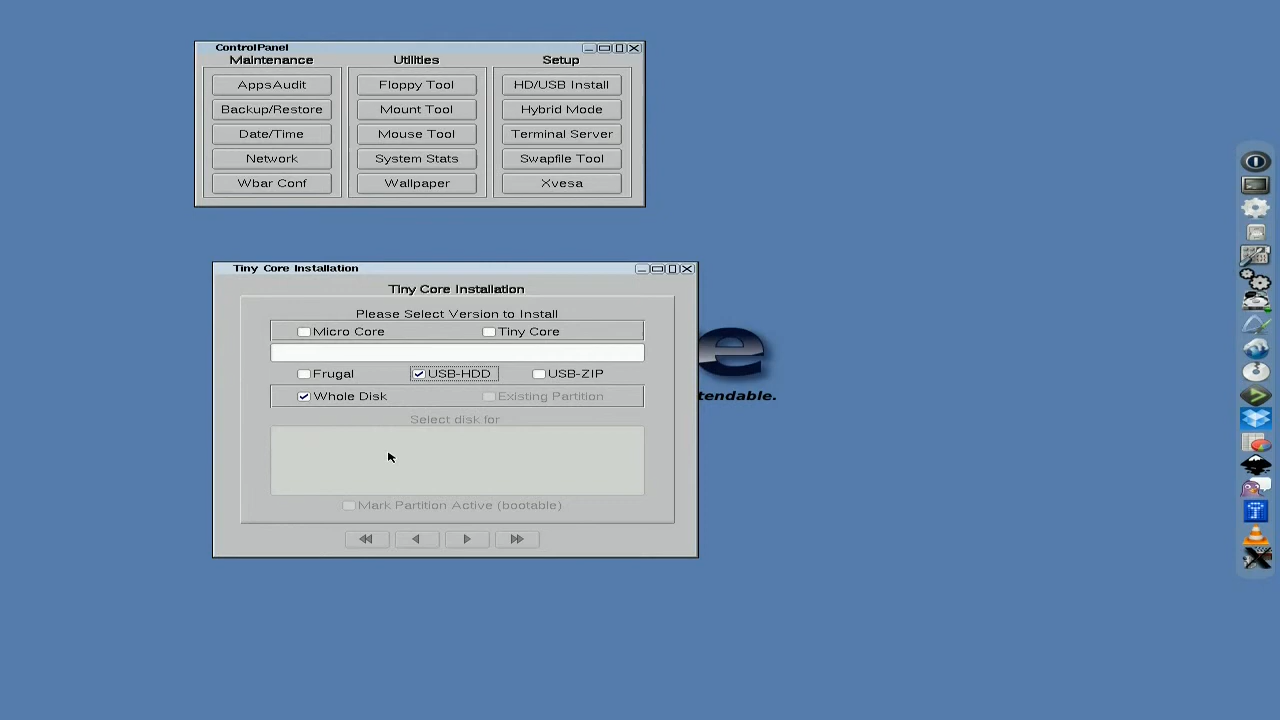 ControlPanel
Maintenance Utilities Setup
AppsAudit Floppy Tool HD/USB Install
Backup/Restore Mount Tool Hybrid Mode
Date/Time Mouse Tool Terminal Server
Network System Stats Swapfile Tool
Wbar Conf Wallpaper Xvesa
Tiny Core Installation
Tiny Core Installation
Please Select Version to Install
Micro Core Tiny Core
Frugal USB-HDD USB-ZIP
Whole Disk Existing Partition
Select disk for
Mark Partition Active (bootable)
e
tendable.